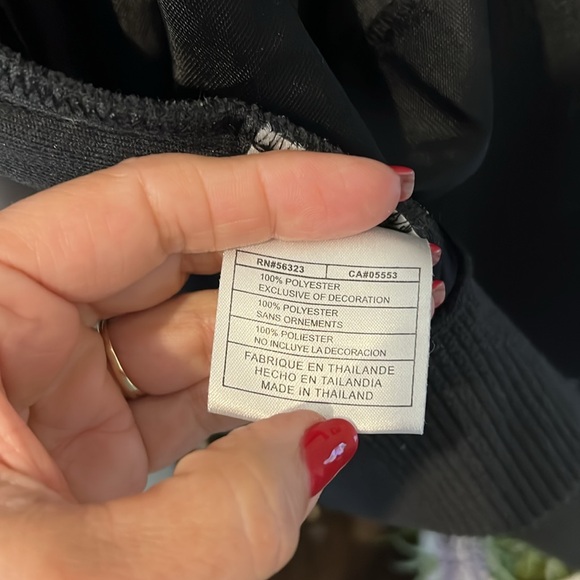 RN#56323 CA#05553
100% POLYESTER
EXCLUSIVE OF DECORATION
100% POLYESTER
SANS ORNEMENTS
100% POLIESTER
NO INCLUYE LA DECORACION
FABRIQUE EN THAILANDE
HECHO EN TAILANDIA
MADE IN THAILAND